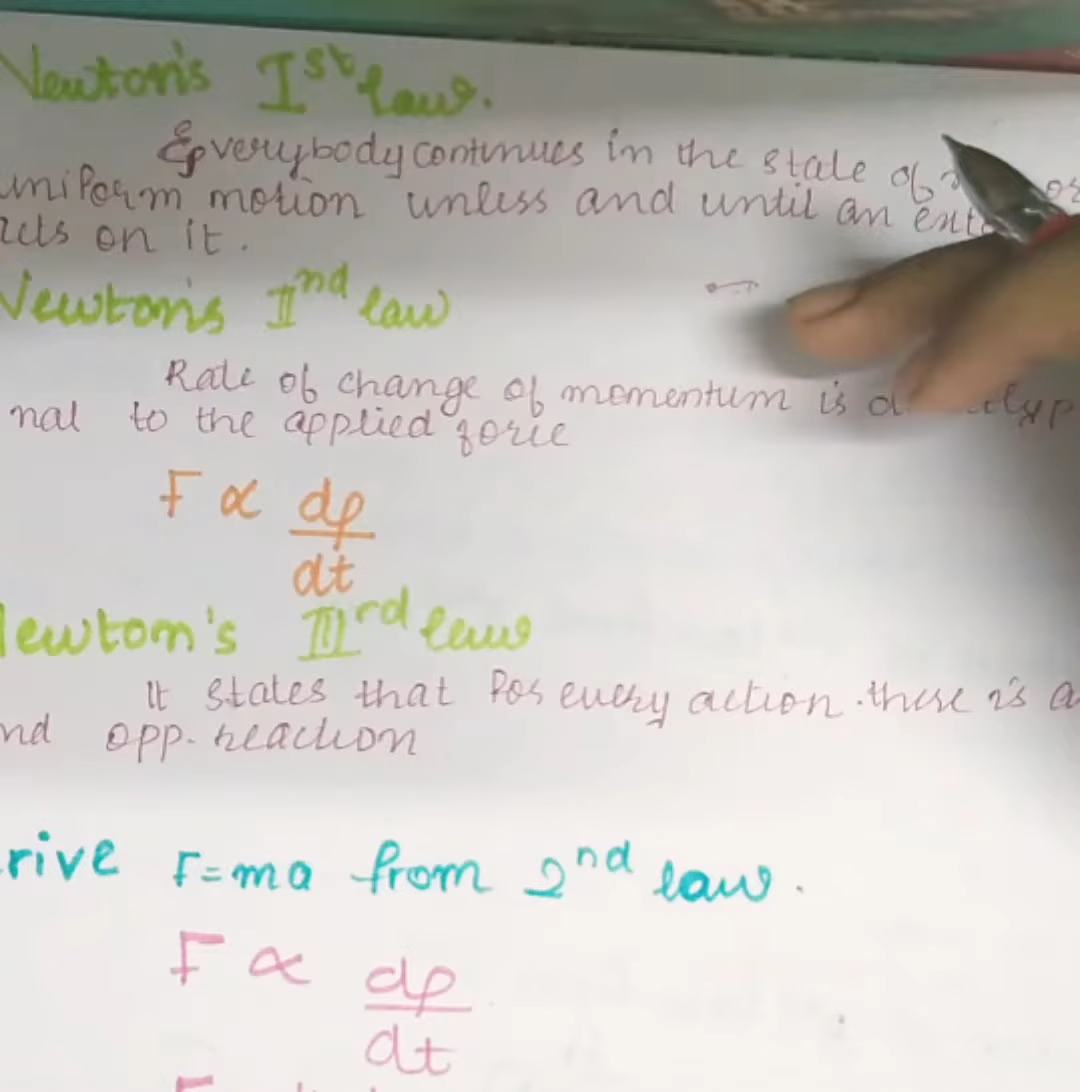 Newton's Ist law.
Everybody continues in the state of
uniform motion unless and until an
acts on it.
Newton's IInd law
Rate of change of momentum is
nal to the applied force
F ∝ dp
dt
Newton's IIIrd law
It states that for every action there is a
nd opp. reaction
rive F=ma from 2nd law.
F ∝ dp
dt